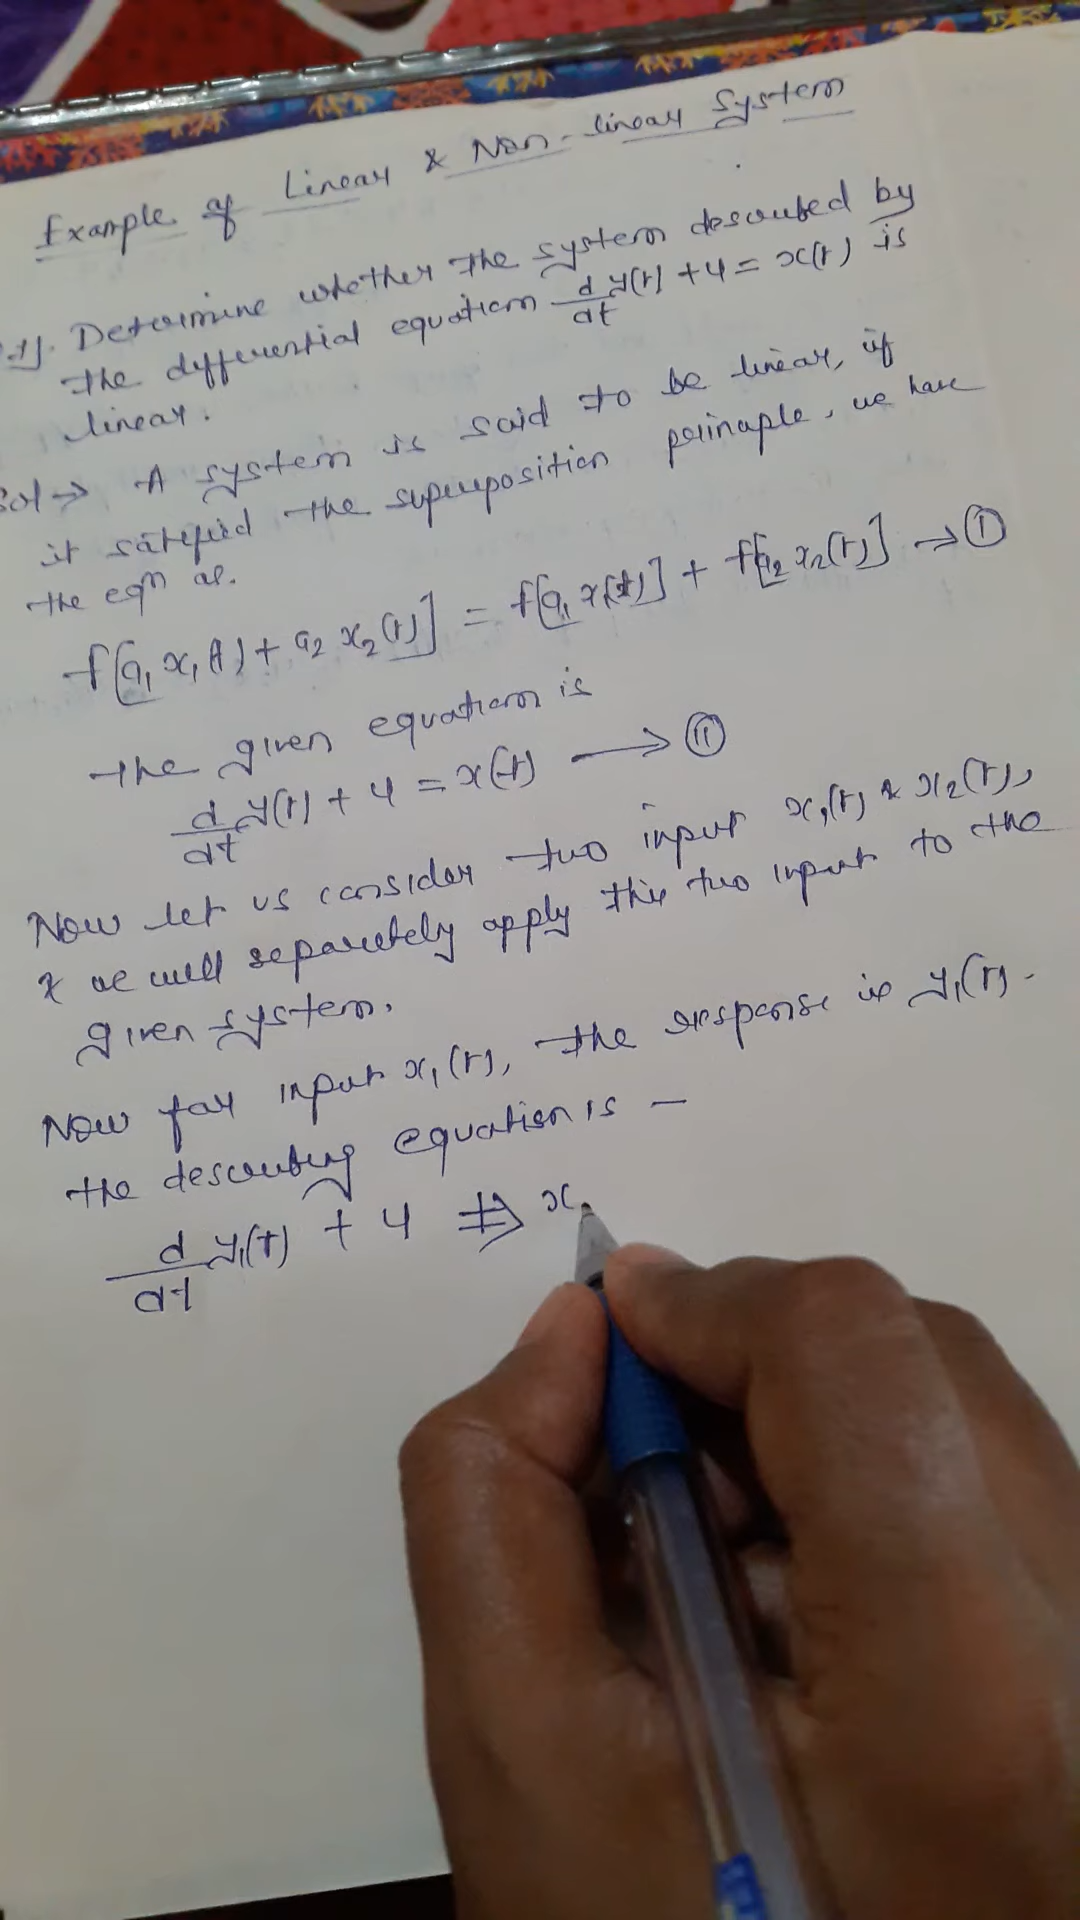 Example of Linear & Non-linear System
1). Determine whether the system described by
the differential equation d/dt y(t) + 4 = x(t) is
linear.
Sol → A system is said to be linear, if
it satisfied the superposition prinaple, we have
the eqn as.
f[a₁ x₁(t) + a₂ x₂(t)] = f[a₁ x₁(t)] + f[a₂ x₂(t)] → Ⓘ
The given equation is
d/dt y(t) + 4 = x(t) → (II)
Now let us consider two input x₁(t) & x₂(t),
& we will separately apply this two input to the
given system.
Now for input x₁(t), the response is y₁(t).
the describing equation is —
d/dt y₁(t) + 4 ⇒ x